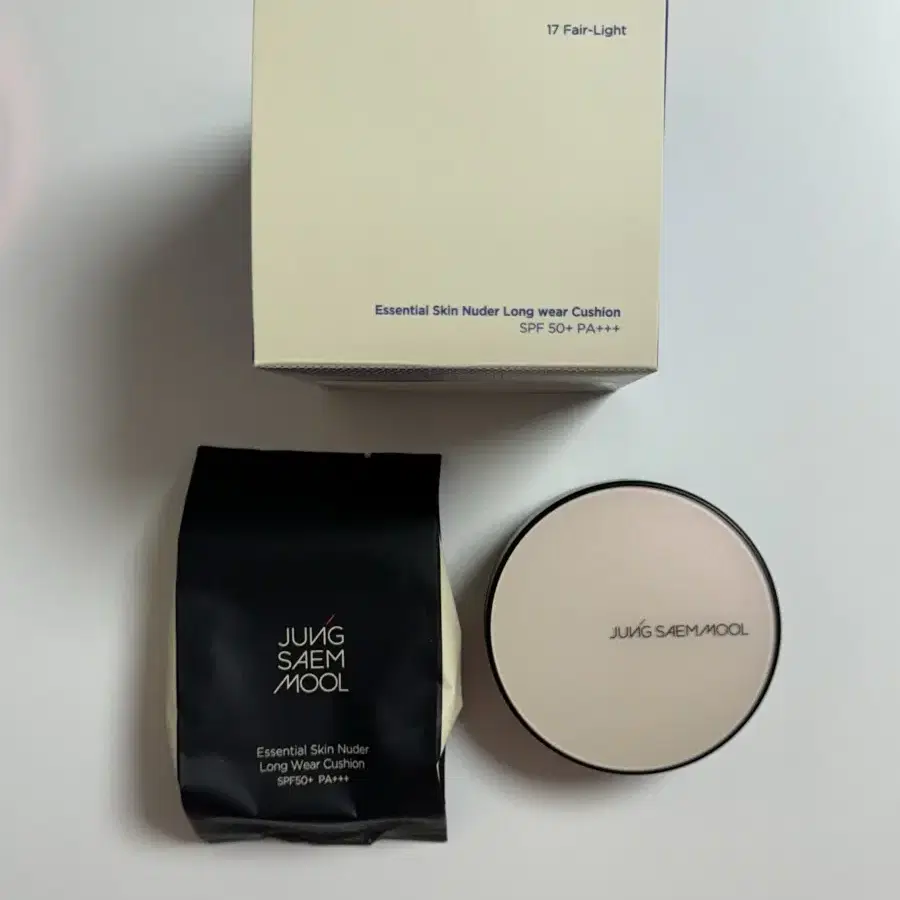 17 Fair-Light
Essential Skin Nuder Long wear Cushion
SPF 50+ PA+++
JUNG
SAEM
MOOL
Essential Skin Nuder
Long Wear Cushion
SPF50+ PA+++
JUNG SAEM MOOL